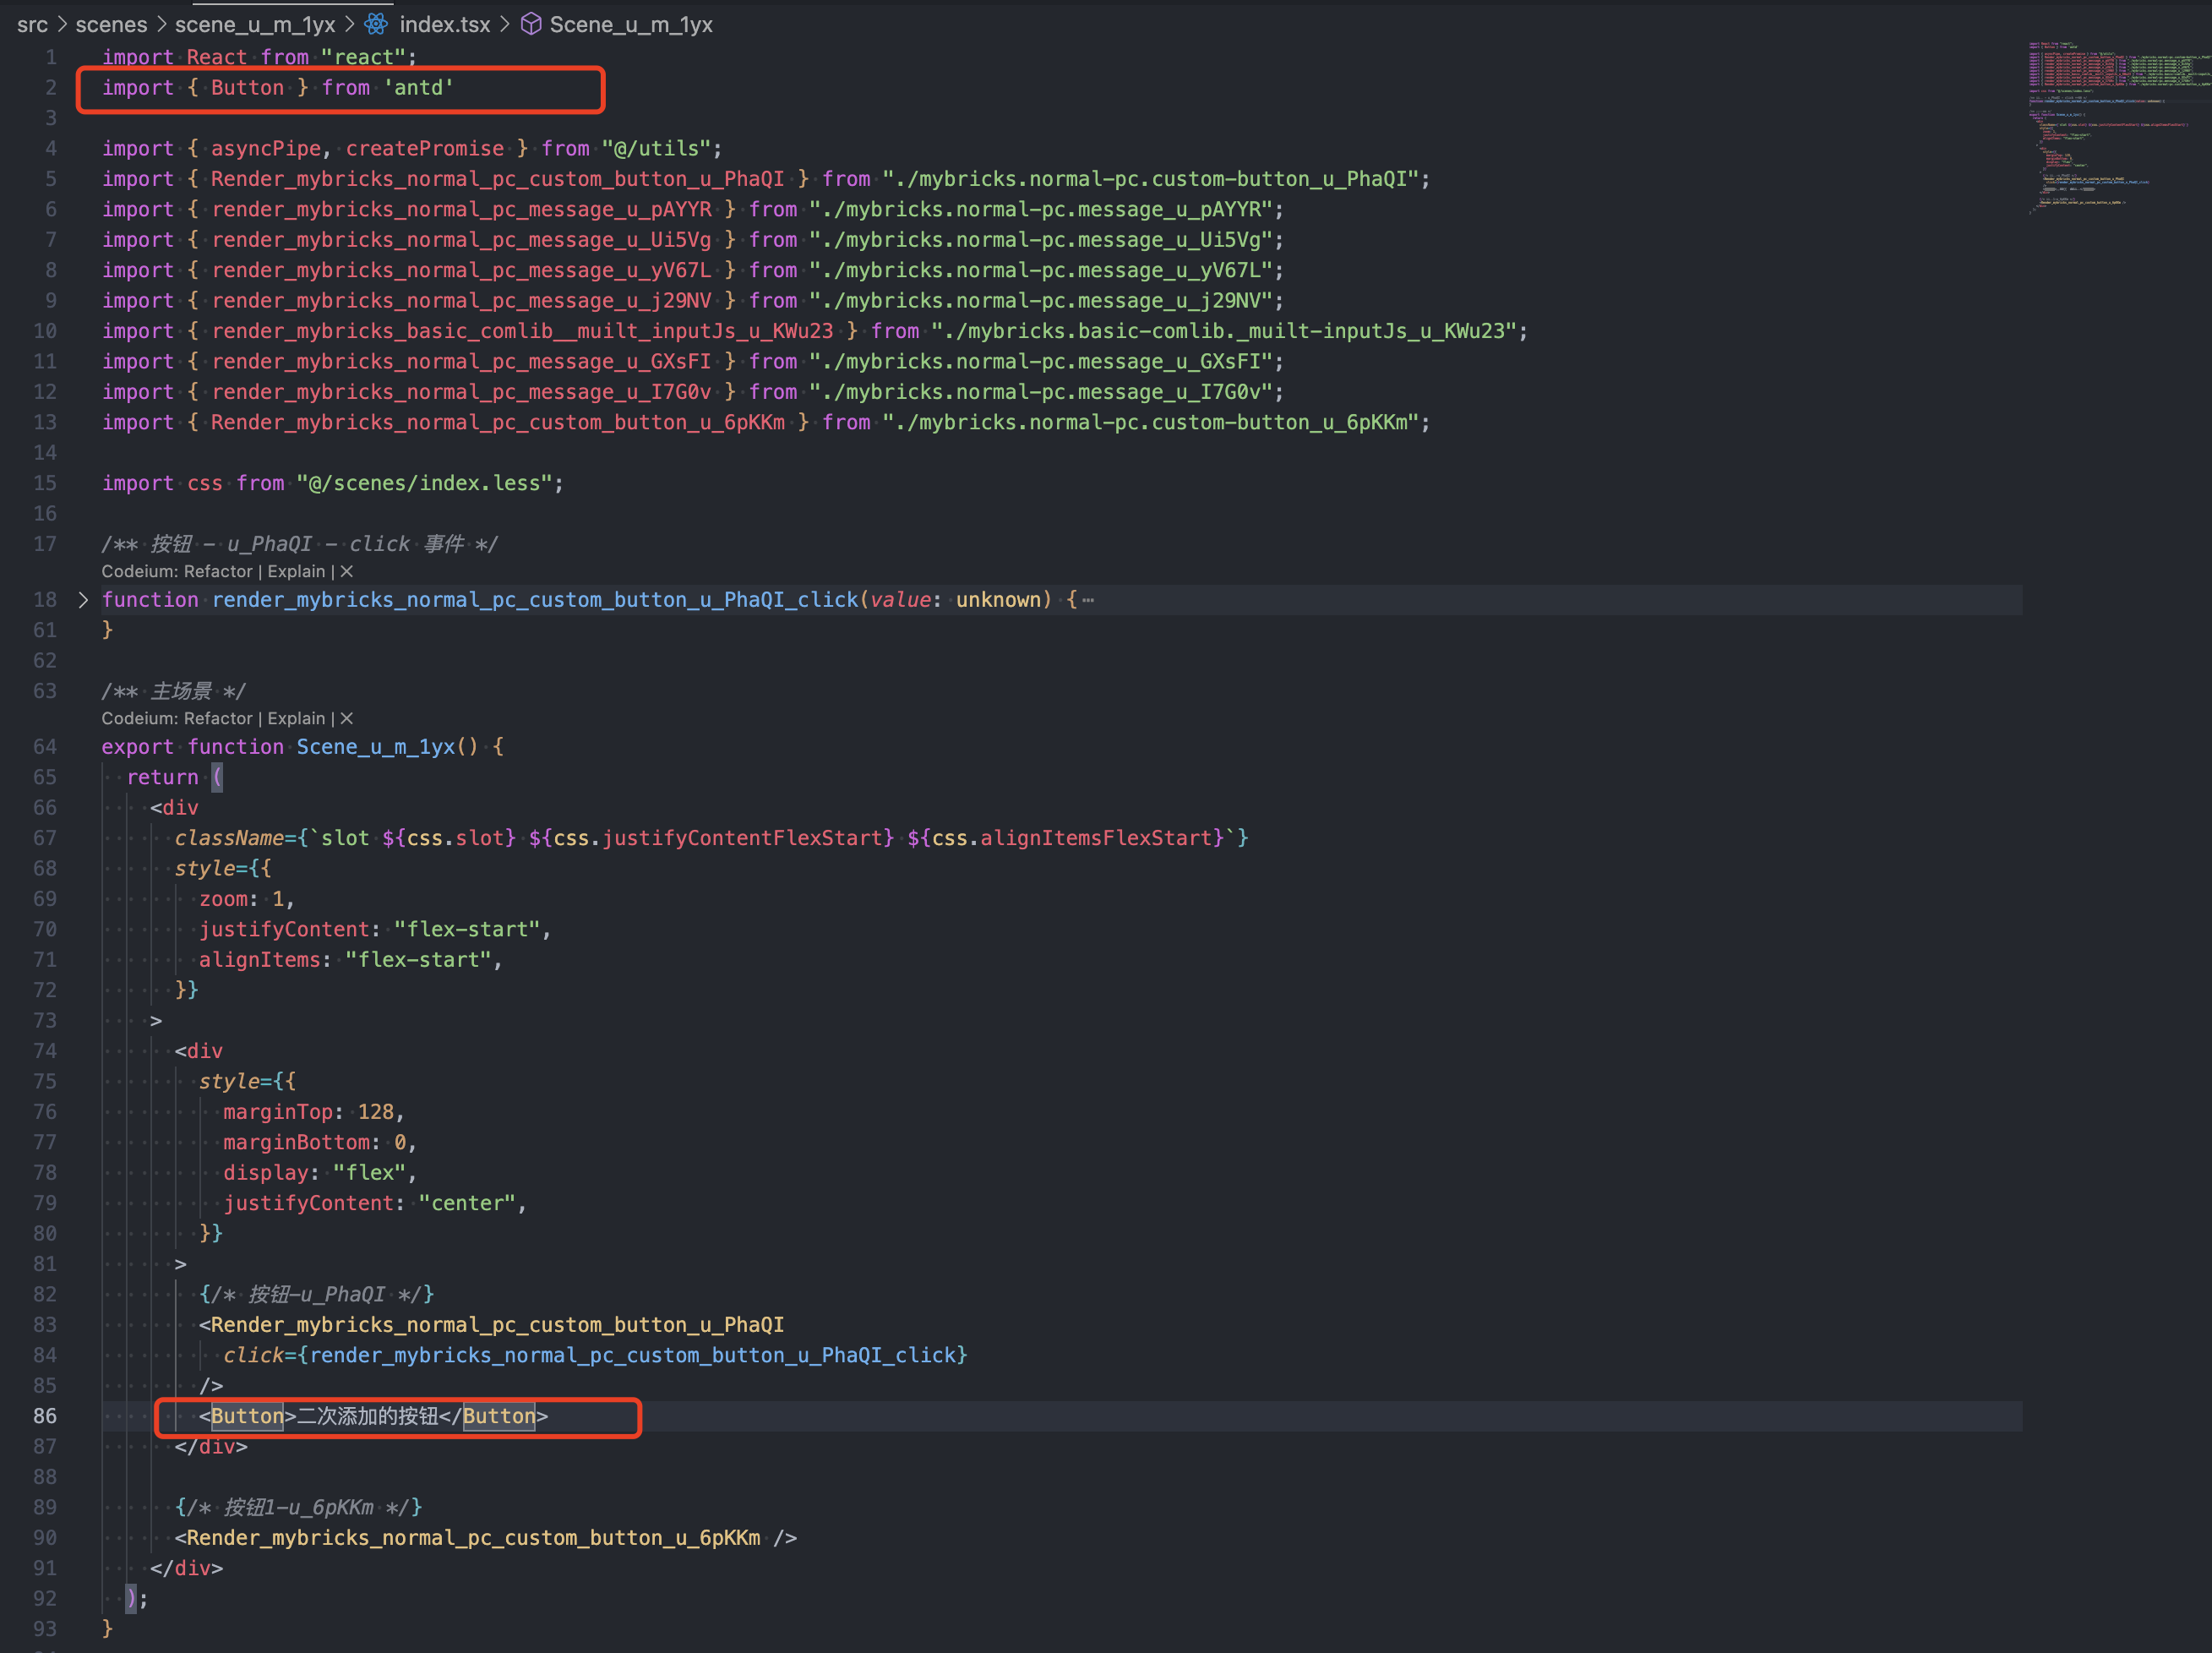 src > scenes > scene_u_m_1yx > index.tsx > Scene_u_m_1yx
1 import React from "react";
2 import { Button } from 'antd'
3
4 import { asyncPipe, createPromise } from "@/utils";
5 import { Render_mybricks_normal_pc_custom_button_u_PhaQI } from "./mybricks.normal-pc.custom-button_u_PhaQI";
6 import { render_mybricks_normal_pc_message_u_pAYYR } from "./mybricks.normal-pc.message_u_pAYYR";
7 import { render_mybricks_normal_pc_message_u_Ui5Vg } from "./mybricks.normal-pc.message_u_Ui5Vg";
8 import { render_mybricks_normal_pc_message_u_yV67L } from "./mybricks.normal-pc.message_u_yV67L";
9 import { render_mybricks_normal_pc_message_u_j29NV } from "./mybricks.normal-pc.message_u_j29NV";
10 import { render_mybricks_basic_comlib__muilt_inputJs_u_KWu23 } from "./mybricks.basic-comlib._muilt-inputJs_u_KWu23";
11 import { render_mybricks_normal_pc_message_u_GXsFI } from "./mybricks.normal-pc.message_u_GXsFI";
12 import { render_mybricks_normal_pc_message_u_I7G0v } from "./mybricks.normal-pc.message_u_I7G0v";
13 import { Render_mybricks_normal_pc_custom_button_u_6pKKm } from "./mybricks.normal-pc.custom-button_u_6pKKm";
14
15 import css from "@/scenes/index.less";
16
17 /** 按钮 - u_PhaQI - click 事件 */
Codeium: Refactor | Explain | ×
18 > function render_mybricks_normal_pc_custom_button_u_PhaQI_click(value: unknown) { …
61 }
62
63 /** 主场景 */
Codeium: Refactor | Explain | ×
64 export function Scene_u_m_1yx() {
65 return (
66 <div
67 className={`slot ${css.slot} ${css.justifyContentFlexStart} ${css.alignItemsFlexStart}`}
68 style={{
69 zoom: 1,
70 justifyContent: "flex-start",
71 alignItems: "flex-start",
72 }}
73 >
74 <div
75 style={{
76 marginTop: 128,
77 marginBottom: 0,
78 display: "flex",
79 justifyContent: "center",
80 }}
81 >
82 {/* 按钮-u_PhaQI */}
83 <Render_mybricks_normal_pc_custom_button_u_PhaQI
84 click={render_mybricks_normal_pc_custom_button_u_PhaQI_click}
85 />
86 <Button>二次添加的按钮</Button>
87 </div>
88
89 {/* 按钮1-u_6pKKm */}
90 <Render_mybricks_normal_pc_custom_button_u_6pKKm />
91 </div>
92 );
93 }